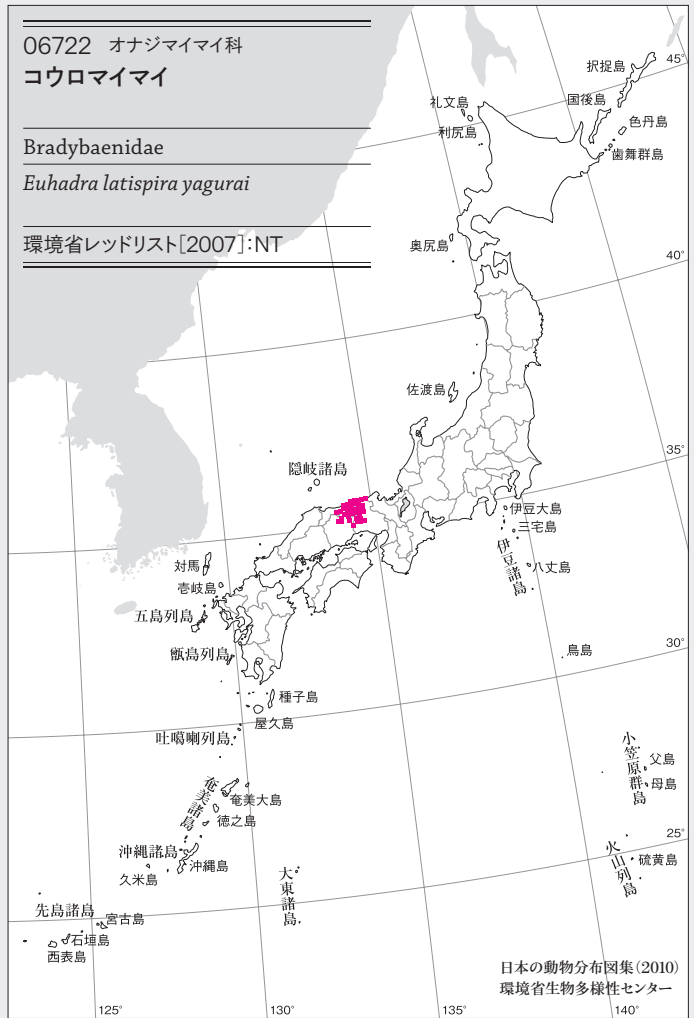 06722 オナジマイマイ科
コウロマイマイ
Bradybaenidae
Euhadra latispira yagurai
環境省レッドリスト[2007]:NT
択捉島
45°
礼文島
国後島
利尻島
色丹島
歯舞群島
奥尻島
40°
佐渡島
35°
隠岐諸島
伊豆大島
三宅島
伊豆諸島
八丈島
対馬
壱岐島
五島列島
甑島列島
鳥島
30°
種子島
屋久島
吐噶喇列島
小笠原群島
父島
母島
奄美諸島
奄美大島
徳之島
25°
沖縄諸島
沖縄島
久米島
火山列島
硫黄島
大東諸島
先島諸島
宮古島
石垣島
西表島
日本の動物分布図集(2010)
環境省生物多様性センター
125°
130°
135°
140°